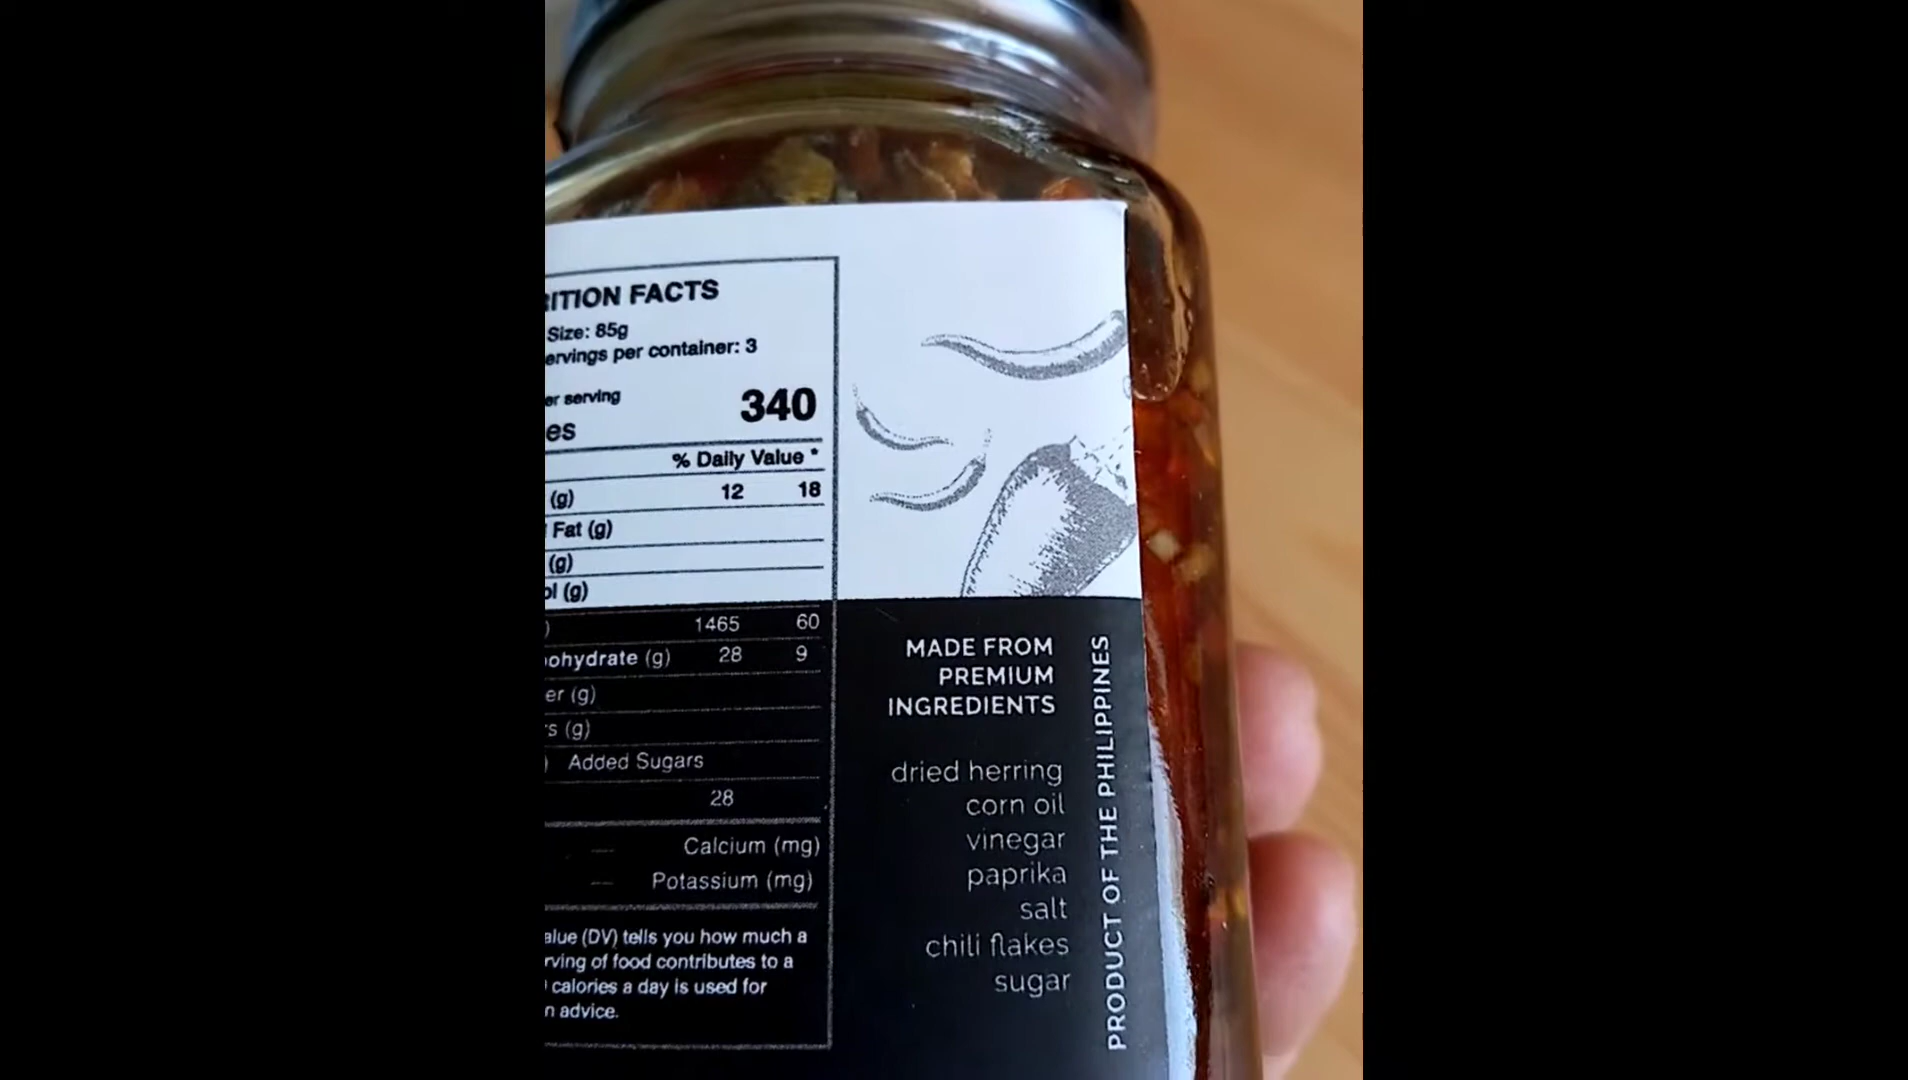 RITION FACTS
Size: 85g
ervings per container: 3
er serving
340
es
% Daily Value *
(g) 12 18
Fat (g)
(g)
ol (g)
) 1465 60
ohydrate (g) 28 9
er (g)
s (g)
) Added Sugars
28
Calcium (mg)
Potassium (mg)
alue (DV) tells you how much a
rving of food contributes to a
calories a day is used for
n advice.
MADE FROM
PREMIUM
INGREDIENTS
dried herring
corn oil
vinegar
paprika
salt
chili flakes
sugar
PRODUCT OF THE PHILIPPINES